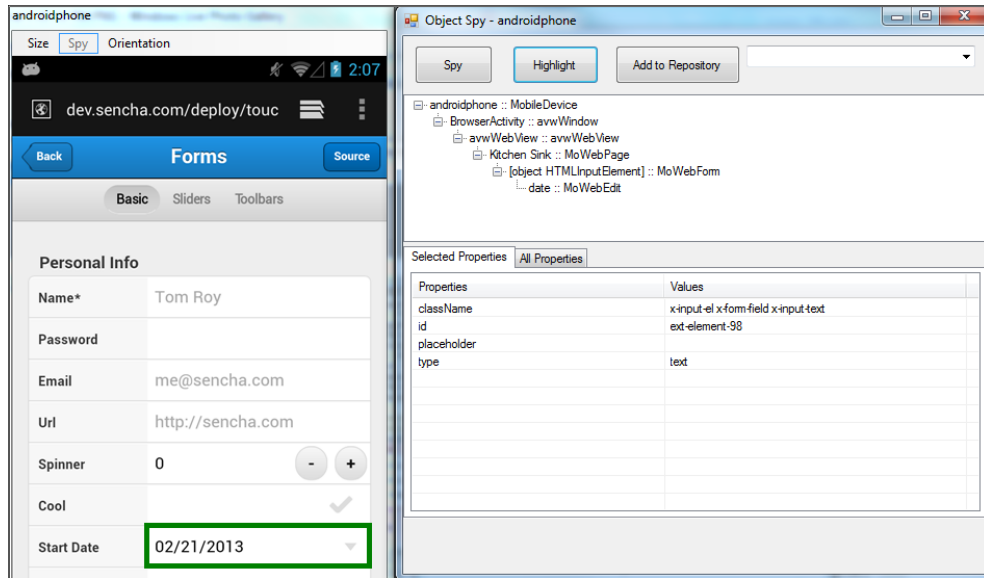 androidphone
Size Spy Orientation
2:07
dev.sencha.com/deploy/touc
Back Forms Source
Basic Sliders Toolbars
Personal Info
Name* Tom Roy
Password
Email me@sencha.com
Url http://sencha.com
Spinner 0 - +
Cool
Start Date 02/21/2013
Object Spy - androidphone
Spy Highlight Add to Repository
androidphone :: MobileDevice
BrowserActivity :: avwWindow
avwWebView :: avwWebView
Kitchen Sink :: MoWebPage
[object HTMLInputElement] :: MoWebForm
date :: MoWebEdit
Selected Properties All Properties
Properties Values
className x-input-el x-form-field x-input-text
id ext-element-98
placeholder
type text